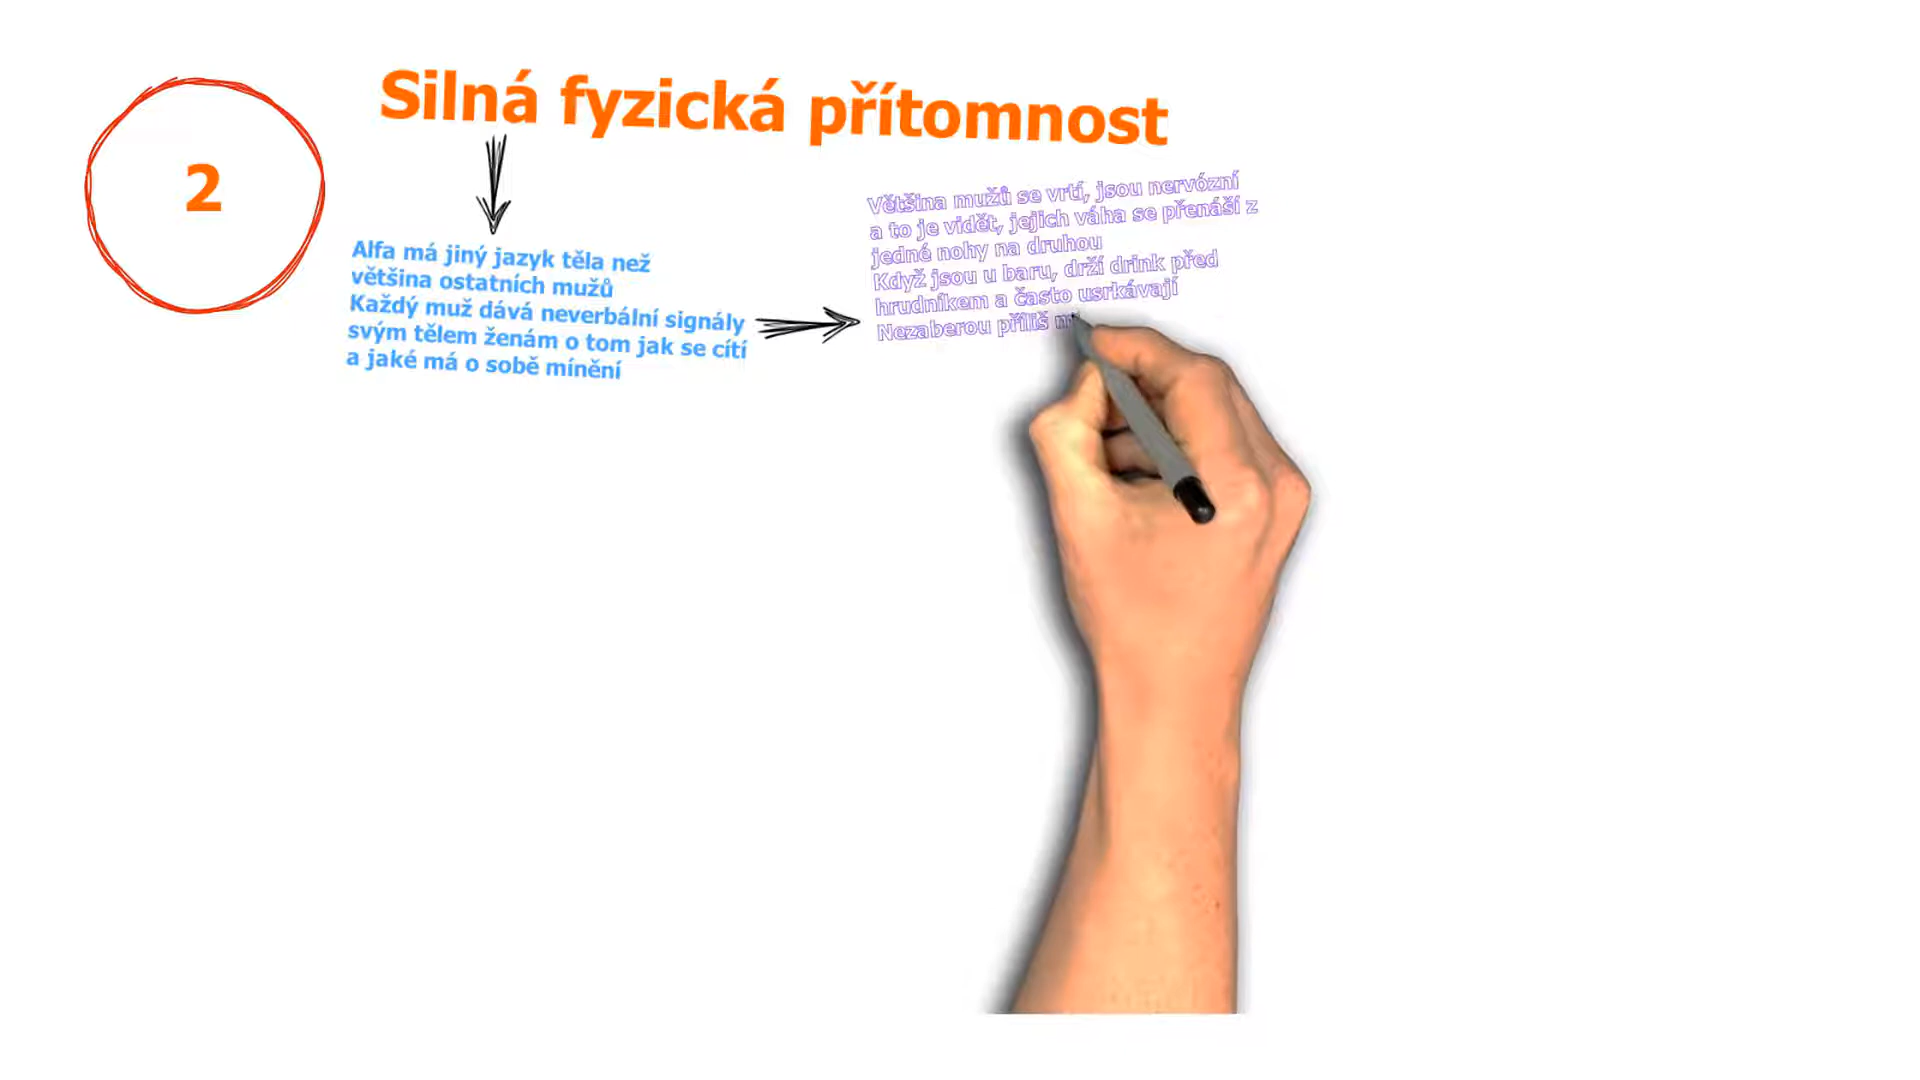 2
Silná fyzická přítomnost
Alfa má jiný jazyk těla než
většina ostatních mužů
Každý muž dává neverbální signály
svým tělem ženám o tom jak se cítí
a jaké má o sobě mínění
Většina mužů se vrtí, jsou nervózní
a to je vidět, jejich váha se přenáší z
jedné nohy na druhou
Když jsou u baru, drží drink před
hrudníkem a často usrkávají
Nezaberou příliš